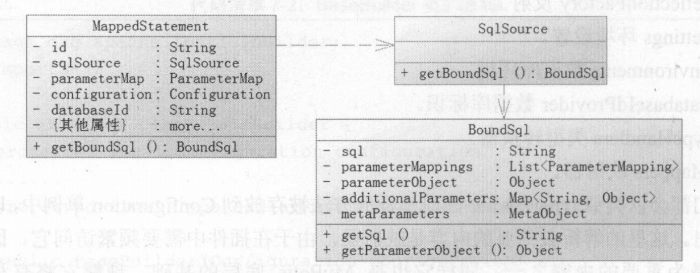 MappedStatement
- id : String
- sqlSource : SqlSource
- parameterMap : ParameterMap
- configuration : Configuration
- databaseId : String
- {其他属性} : more...
+ getBoundSql (): BoundSql
SqlSource
+ getBoundSql (): BoundSql
BoundSql
- sql : String
- parameterMappings : List<ParameterMapping>
- parameterObject : Object
- additionalParameters: Map<String, Object>
- metaParameters : MetaObject
+ getSql () : String
+ getParameterObject (): Object